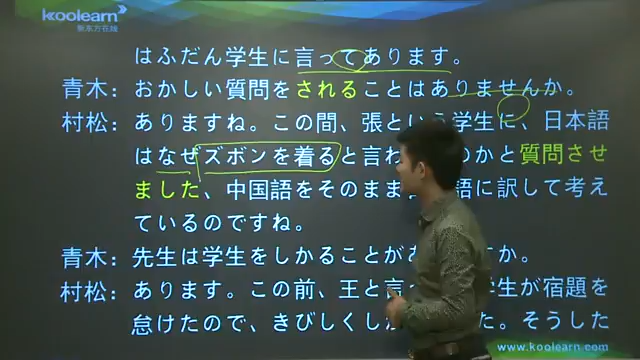 koolearn
新东方在线
はふだん学生に言ってあります。
青木：おかしい質問をされることはありませんか。
村松：ありますね。この間、張という学生に、日本語
はなぜズボンを着ると言わ のかと質問させ
ました、中国語をそのまま 語に訳して考え
ているのですね。
青木：先生は学生をしかることがあ すか。
村松：あります。この前、王と言っ 学生が宿題を
怠けたので、きびしくし た。そうした
www.koolearn.com